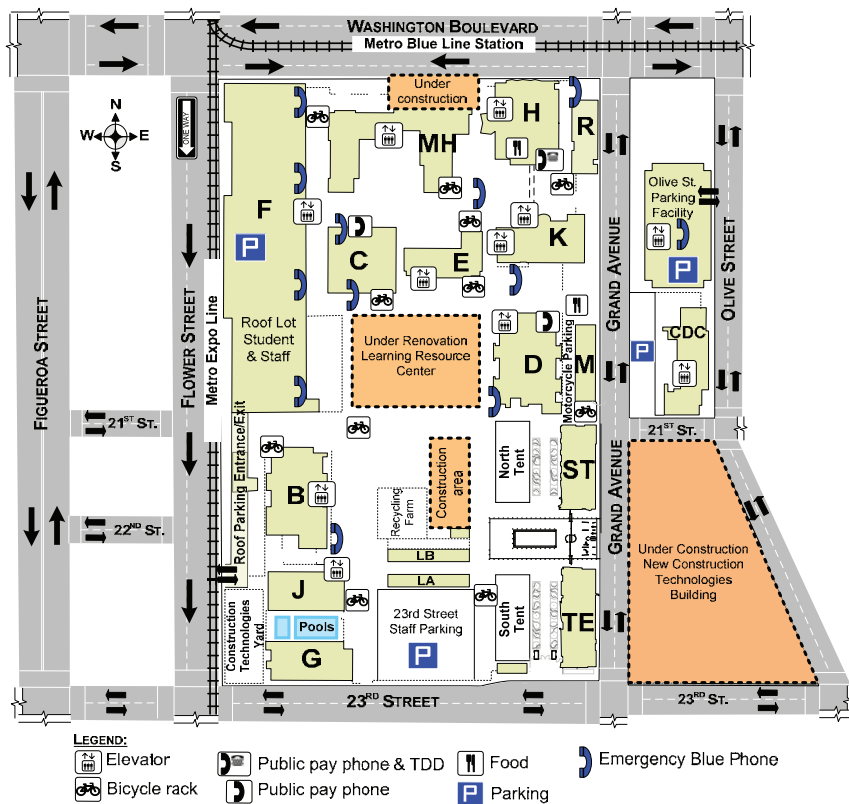 WASHINGTON BOULEVARD
Metro Blue Line Station
Under
construction
N
W
E
S
ONE WAY
H
R
MH
F
P
Olive St.
Parking
Facility
P
C
E
K
FIGUEROA STREET
FLOWER STREET
Metro Expo Line
GRAND AVENUE
OLIVE STREET
Roof Lot
Student
& Staff
Under Renovation
Learning Resource
Center
D
Motorcycle Parking
M
P
CDC
21ST ST.
21ST ST.
Roof Parking Entrance/Exit
B
Construction
area
North
Tent
ST
GRAND AVENUE
Recycling
Farm
22ND ST.
LB
LA
Under Construction
New Construction
Technologies
Building
J
Pools
G
Construction
Technologies
Yard
23rd Street
Staff Parking
P
South
Tent
TE
23RD STREET
23RD ST.
LEGEND:
Elevator
Bicycle rack
Public pay phone & TDD
Public pay phone
Food
P Parking
Emergency Blue Phone